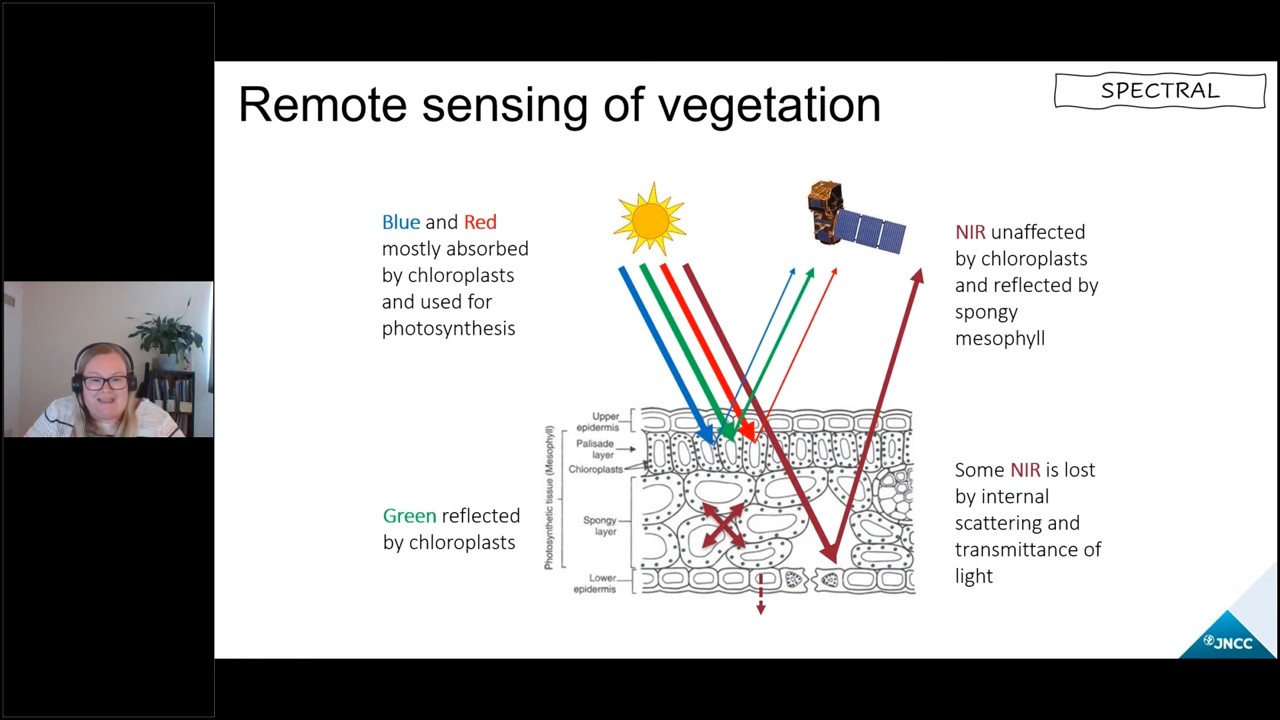 Remote sensing of vegetation
SPECTRAL
Blue and Red
mostly absorbed
by chloroplasts
and used for
photosynthesis
NIR unaffected
by chloroplasts
and reflected by
spongy
mesophyll
Upper
epidermis
Palisade
layer
Chloroplasts
Photosynthetic tissue (Mesophyll)
Spongy
layer
Lower
epidermis
Green reflected
by chloroplasts
Some NIR is lost
by internal
scattering and
transmittance of
light
JNCC